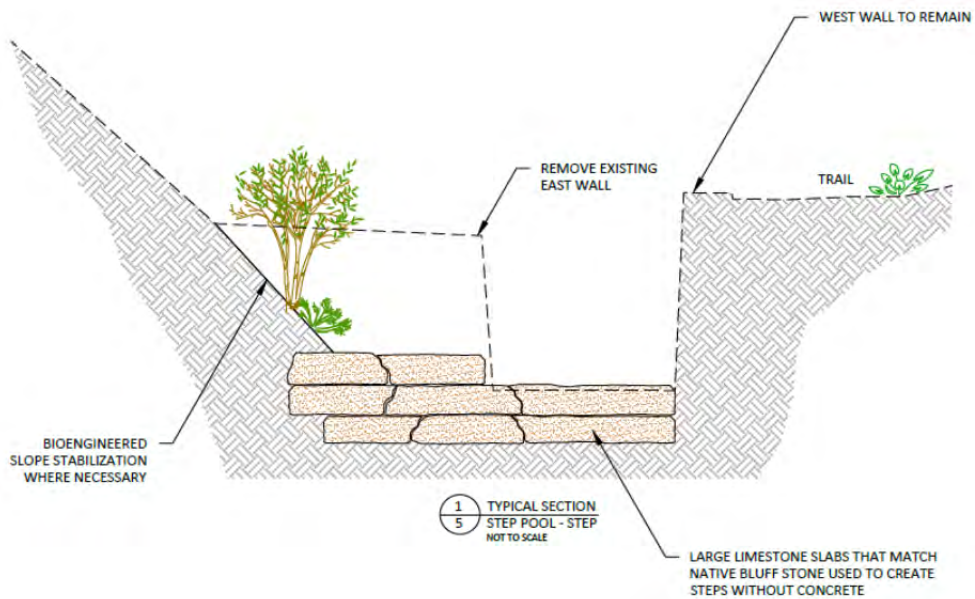 WEST WALL TO REMAIN
REMOVE EXISTING
EAST WALL
TRAIL
BIOENGINEERED
SLOPE STABILIZATION
WHERE NECESSARY
1
5
TYPICAL SECTION
STEP POOL - STEP
NOT TO SCALE
LARGE LIMESTONE SLABS THAT MATCH
NATIVE BLUFF STONE USED TO CREATE
STEPS WITHOUT CONCRETE